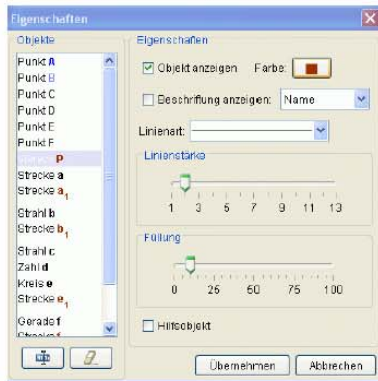 Eigenschaften
Objekte
Punkt A
Punkt B
Punkt C
Punkt D
Punkt E
Punkt F
Gerade P
Strecke a
Strecke a1
Strahl b
Strecke b1
Strahl c
Zahl d
Kreis e
Strecke e1
Gerade f
Strecke f
Eigenschaften
Objekt anzeigen Farbe:
Beschriftung anzeigen: Name
Linienart:
Linienstärke
1 3 5 7 9 11 13
Füllung
0 25 50 75 100
Hilfsobjekt
Übernehmen Abbrechen